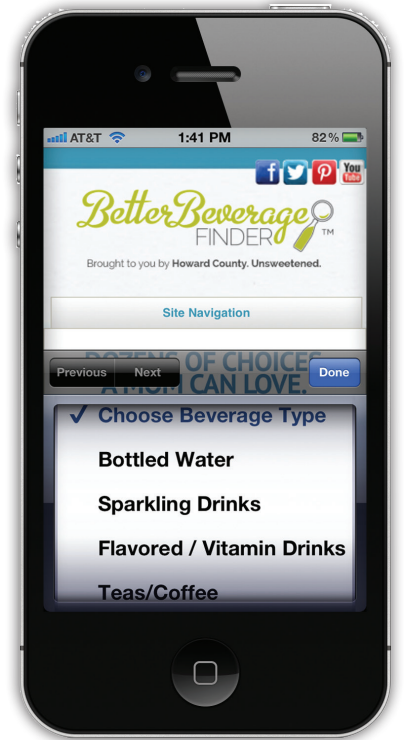 AT&T 1:41 PM 82%
f You
Tube
Better Beverage
FINDER ™
Brought to you by Howard County. Unsweetened.
Site Navigation
DOZENS OF CHOICES
A MOM CAN LOVE.
Previous Next Done
✓ Choose Beverage Type
Bottled Water
Sparkling Drinks
Flavored / Vitamin Drinks
Teas/Coffee